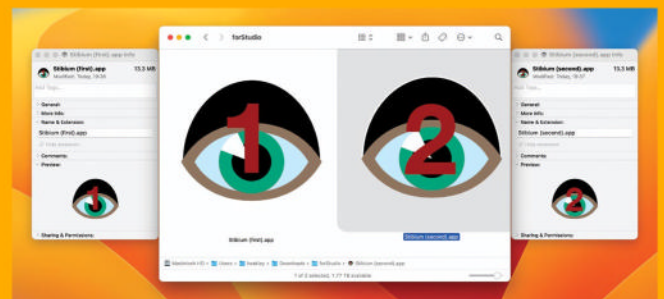 Stibium (first).app Info
Stibium (first).app 13.3 MB
Modified: Today, 19:36
Add Tags...
General:
More Info:
Name & Extension:
Stibium (first).app
Hide extension
Comments:
Preview:
1
Sharing & Permissions:
forStudio
1
2
Stibium (first).app
Stibium (second).app
Macintosh HD
Users
hoakley
Downloads
forStudio
Stibium (second).app
1 of 2 selected, 1.77 TB available
Stibium (second).app Info
Stibium (second).app 13.3 MB
Modified: Today, 19:37
Add Tags...
General:
More Info:
Name & Extension:
Stibium (second).app
Hide extension
Comments:
Preview:
2
Sharing & Permissions: